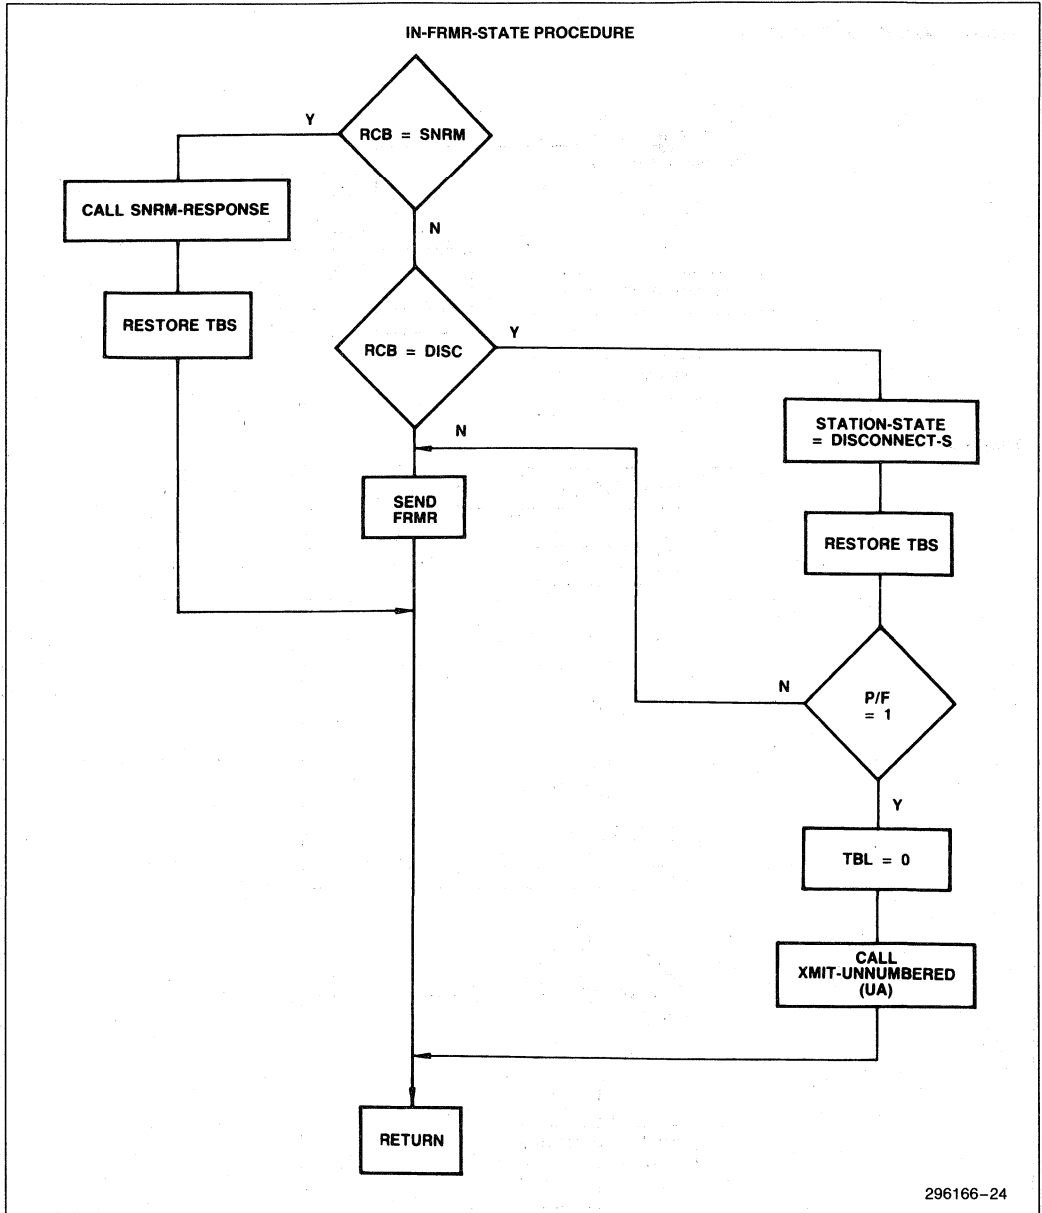 IN-FRMR-STATE PROCEDURE
RCB = SNRM
Y
N
CALL SNRM-RESPONSE
RESTORE TBS
RCB = DISC
Y
N
STATION-STATE
= DISCONNECT-S
SEND
FRMR
RESTORE TBS
P/F
= 1
N
Y
TBL = 0
CALL
XMIT-UNNUMBERED
(UA)
RETURN
296166-24